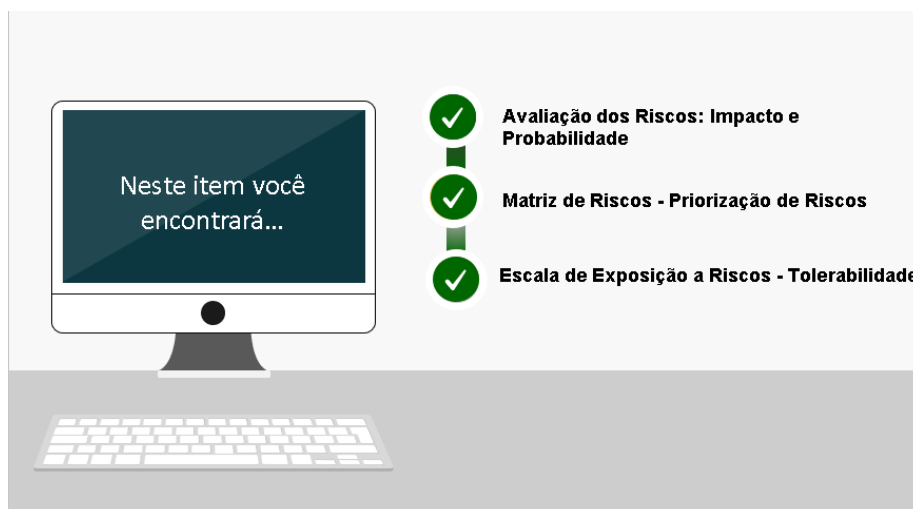 Neste item você
encontrará...
Avaliação dos Riscos: Impacto e
Probabilidade
Matriz de Riscos - Priorização de Riscos
Escala de Exposição a Riscos - Tolerabilidade